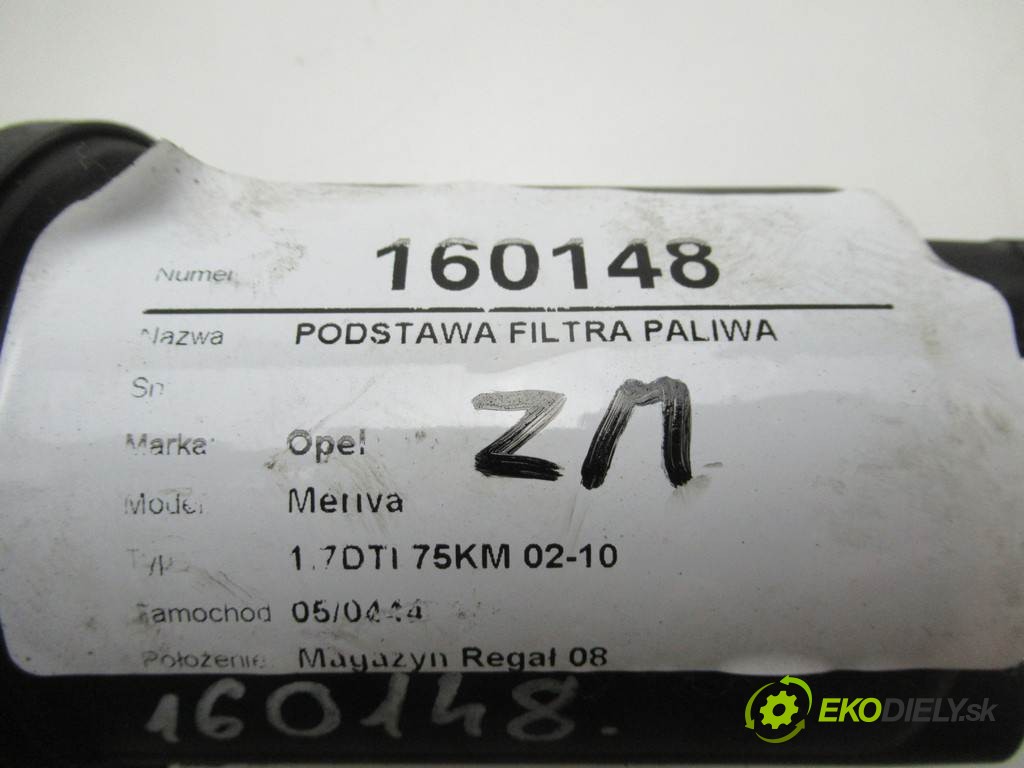 Numer 160148
Nazwa PODSTAWA FILTRA PALIWA
Sn
ZM
Marka: Opel
Model: Meriva
Typ: 1.7DTI 75KM 02-10
Samochod 05/0444
Położenie: Magazyn Regał 08
160148.
EKODIELY.sk